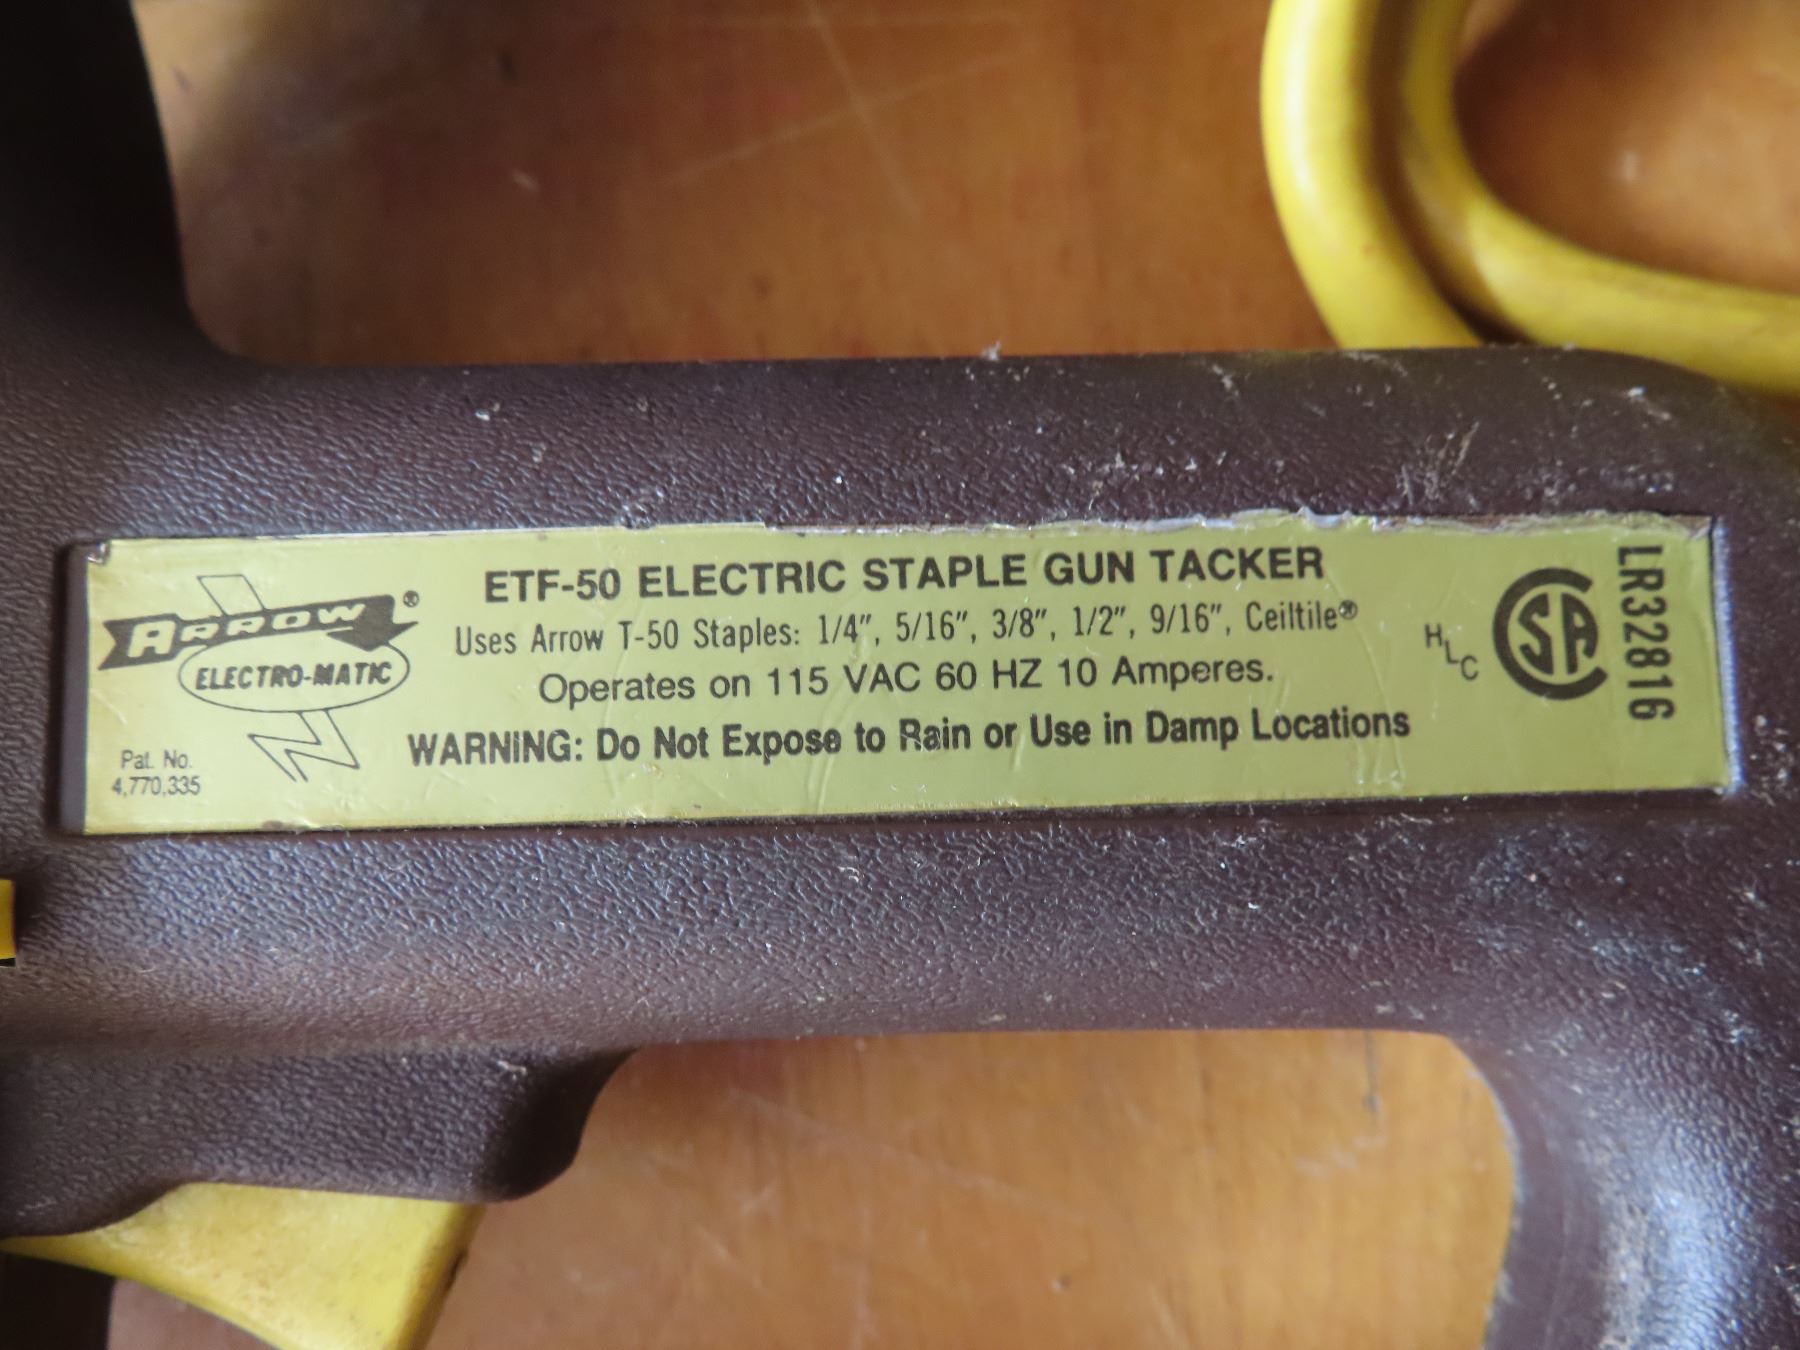 ARROW®
ELECTRO-MATIC
Pat. No.
4,770,335
ETF-50 ELECTRIC STAPLE GUN TACKER
Uses Arrow T-50 Staples: 1/4", 5/16", 3/8", 1/2", 9/16", Ceiltile®
Operates on 115 VAC 60 HZ 10 Amperes.
WARNING: Do Not Expose to Rain or Use in Damp Locations
HLC
SA
LR32816